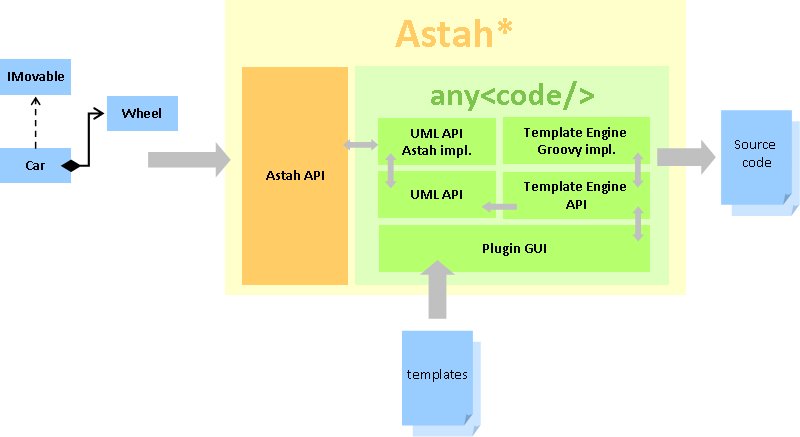 Astah*
IMovable
Wheel
Car
Astah API
any<code/>
UML API
Astah impl.
Template Engine
Groovy impl.
UML API
Template Engine
API
Plugin GUI
Source
code
templates